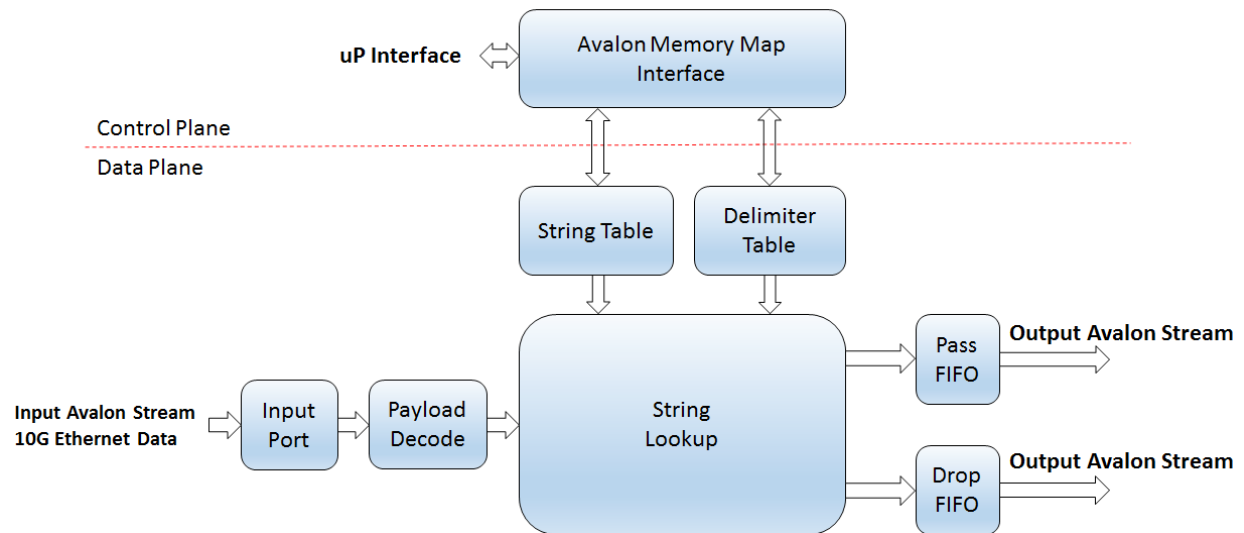 Avalon Memory Map
Interface
uP Interface
Control Plane
Data Plane
String Table
Delimiter
Table
Input Avalon Stream
10G Ethernet Data
Input
Port
Payload
Decode
String
Lookup
Pass
FIFO
Output Avalon Stream
Drop
FIFO
Output Avalon Stream